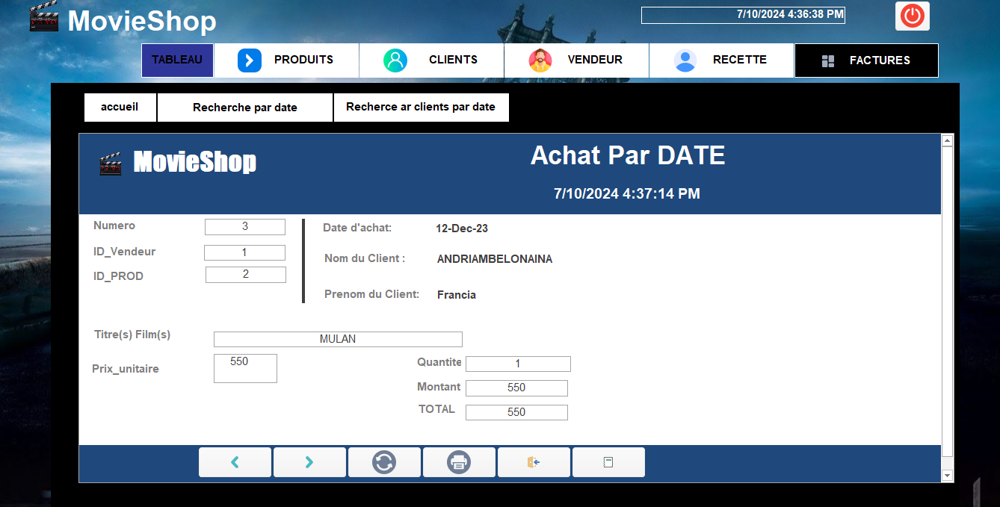 MovieShop
7/10/2024 4:36:38 PM
TABLEAU PRODUITS CLIENTS VENDEUR RECETTE FACTURES
accueil Recherche par date Recherce ar clients par date
MovieShop
Achat Par DATE
7/10/2024 4:37:14 PM
Numero 3
Date d'achat: 12-Dec-23
ID_Vendeur 1
Nom du Client : ANDRIAMBELONAINA
ID_PROD 2
Prenom du Client: Francia
Titre(s) Film(s) MULAN
Prix_unitaire 550
Quantite 1
Montant 550
TOTAL 550